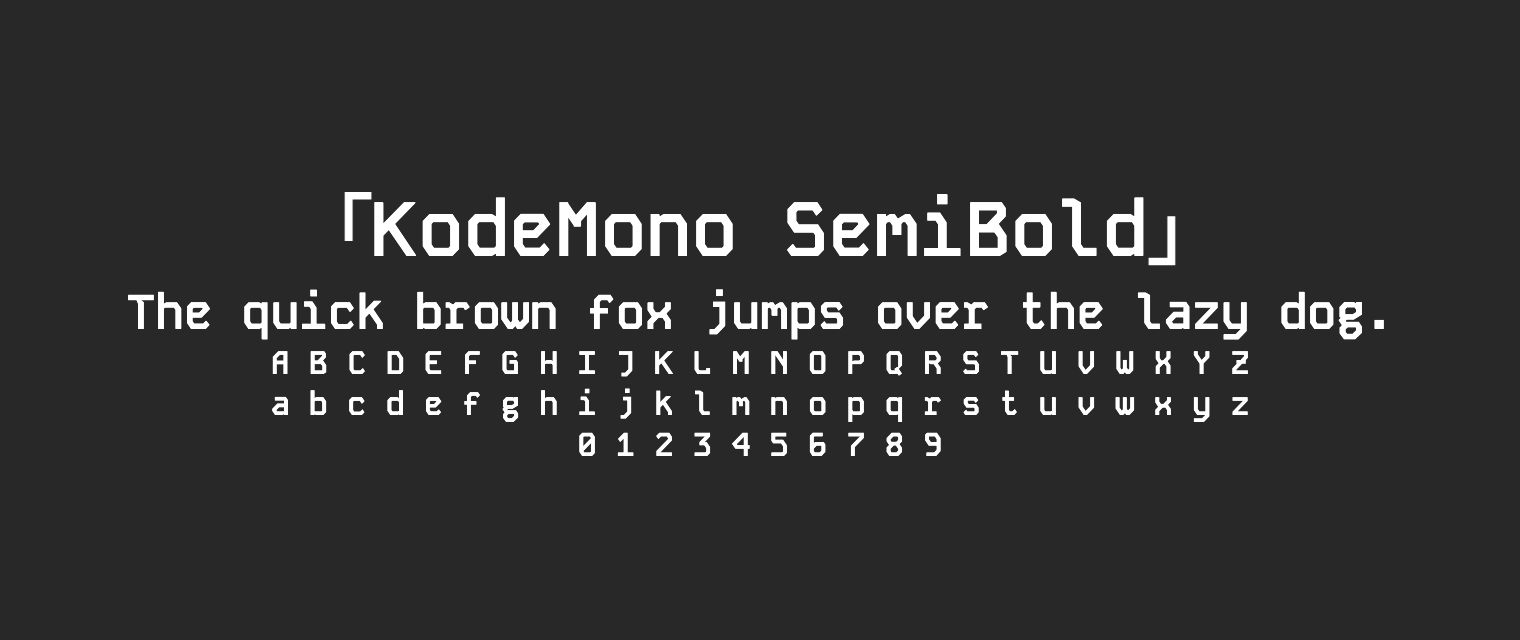 「KodeMono SemiBold」
The quick brown fox jumps over the lazy dog.
A B C D E F G H I J K L M N O P Q R S T U V W X Y Z
a b c d e f g h i j k l m n o p q r s t u v w x y z
0 1 2 3 4 5 6 7 8 9